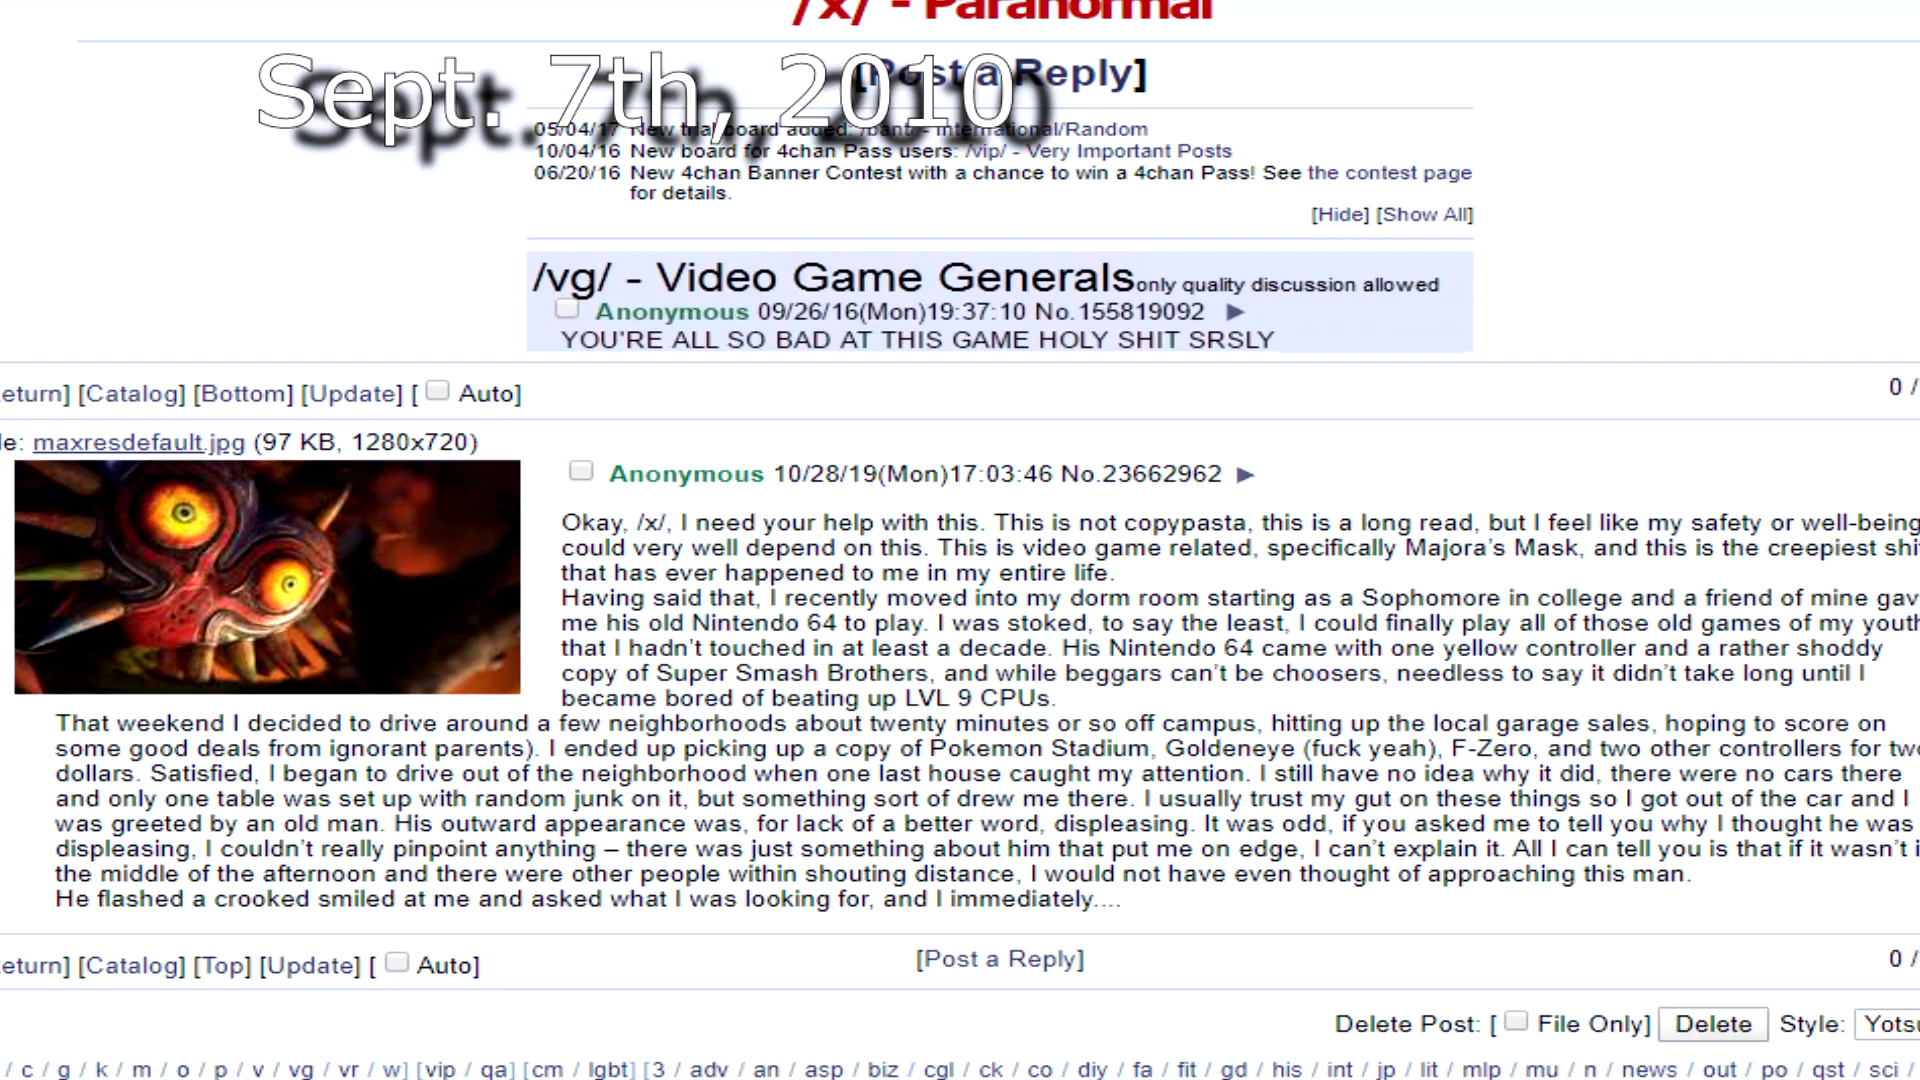 /x/ - Paranormal
Sept. 7th, 2010
[Post a Reply]
05/04/17 New trial board added: /bant/ - International/Random
10/04/16 New board for 4chan Pass users: /vip/ - Very Important Posts
06/20/16 New 4chan Banner Contest with a chance to win a 4chan Pass! See the contest page
for details.
[Hide] [Show All]
/vg/ - Video Game Generals only quality discussion allowed
Anonymous 09/26/16(Mon)19:37:10 No.155819092 ▶
YOU'RE ALL SO BAD AT THIS GAME HOLY SHIT SRSLY
eturn] [Catalog] [Bottom] [Update] [ Auto]
0 /
le: maxresdefault.jpg (97 KB, 1280x720)
Anonymous 10/28/19(Mon)17:03:46 No.23662962 ▶
Okay, /x/, I need your help with this. This is not copypasta, this is a long read, but I feel like my safety or well-being
could very well depend on this. This is video game related, specifically Majora's Mask, and this is the creepiest shi
that has ever happened to me in my entire life.
Having said that, I recently moved into my dorm room starting as a Sophomore in college and a friend of mine gav
me his old Nintendo 64 to play. I was stoked, to say the least, I could finally play all of those old games of my youth
that I hadn't touched in at least a decade. His Nintendo 64 came with one yellow controller and a rather shoddy
copy of Super Smash Brothers, and while beggars can't be choosers, needless to say it didn't take long until I
became bored of beating up LVL 9 CPUs.
That weekend I decided to drive around a few neighborhoods about twenty minutes or so off campus, hitting up the local garage sales, hoping to score on
some good deals from ignorant parents). I ended up picking up a copy of Pokemon Stadium, Goldeneye (fuck yeah), F-Zero, and two other controllers for two
dollars. Satisfied, I began to drive out of the neighborhood when one last house caught my attention. I still have no idea why it did, there were no cars there
and only one table was set up with random junk on it, but something sort of drew me there. I usually trust my gut on these things so I got out of the car and I
was greeted by an old man. His outward appearance was, for lack of a better word, displeasing. It was odd, if you asked me to tell you why I thought he was
displeasing, I couldn't really pinpoint anything – there was just something about him that put me on edge, I can't explain it. All I can tell you is that if it wasn't i
the middle of the afternoon and there were other people within shouting distance, I would not have even thought of approaching this man.
He flashed a crooked smiled at me and asked what I was looking for, and I immediately....
eturn] [Catalog] [Top] [Update] [ Auto]
[Post a Reply]
0 /
Delete Post: [ File Only] Delete Style: Yots
/ c / g / k / m / o / p / v / vg / vr / w] [vip / qa] [cm / lgbt] [3 / adv / an / asp / biz / cgl / ck / co / diy / fa / fit / gd / his / int / jp / lit / mlp / mu / n / news / out / po / qst / sci /